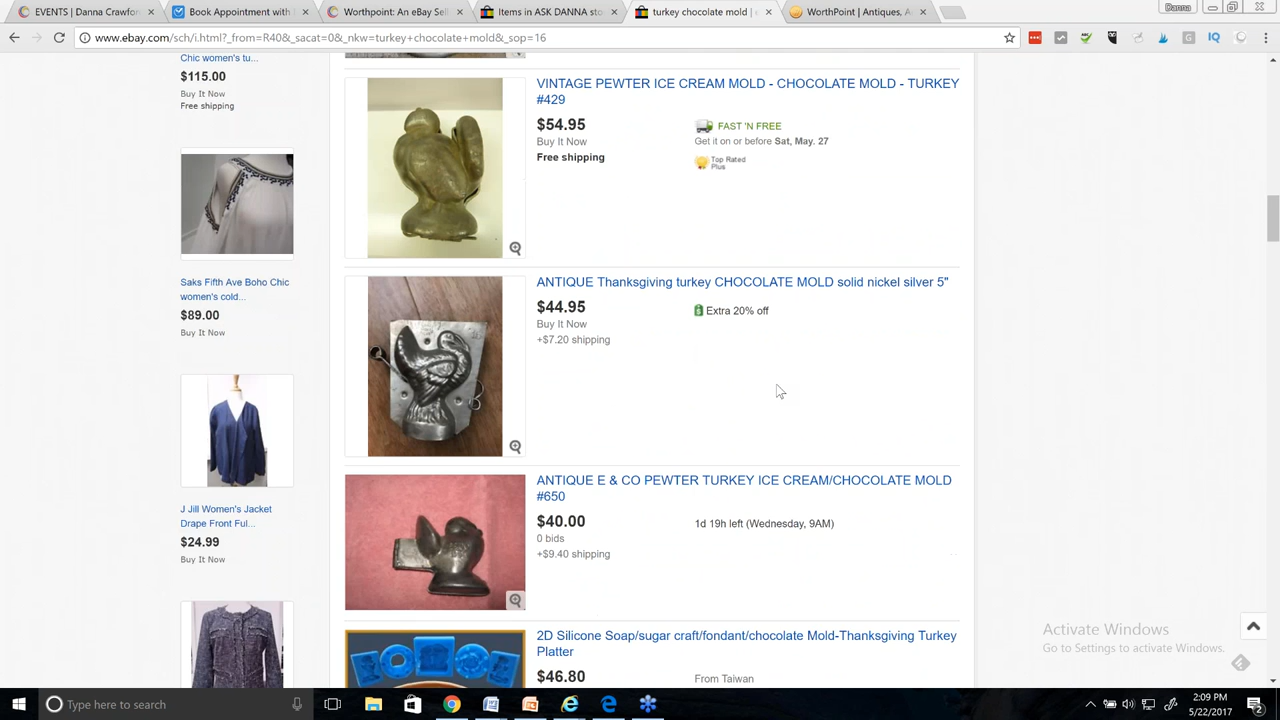 EVENTS | Danna Crawfor
Book Appointment with
Worthpoint: An eBay Sell
Items in ASK DANNA sto
turkey chocolate mold |
WorthPoint | Antiques, A
Danna
www.ebay.com/sch/i.html?_from=R40&_sacat=0&_nkw=turkey+chocolate+mold&_sop=16
Chic women's tu...
$115.00
Buy It Now
Free shipping
Saks Fifth Ave Boho Chic
women's cold...
$89.00
Buy It Now
J Jill Women's Jacket
Drape Front Ful...
$24.99
Buy It Now
VINTAGE PEWTER ICE CREAM MOLD - CHOCOLATE MOLD - TURKEY
#429
$54.95
Buy It Now
Free shipping
FAST 'N FREE
Get it on or before Sat, May. 27
Top Rated
Plus
ANTIQUE Thanksgiving turkey CHOCOLATE MOLD solid nickel silver 5"
$44.95
Buy It Now
+$7.20 shipping
Extra 20% off
ANTIQUE E & CO PEWTER TURKEY ICE CREAM/CHOCOLATE MOLD
#650
$40.00
0 bids
+$9.40 shipping
1d 19h left (Wednesday, 9AM)
2D Silicone Soap/sugar craft/fondant/chocolate Mold-Thanksgiving Turkey
Platter
$46.80
From Taiwan
Activate Windows
Go to Settings to activate Windows.
Type here to search
2:09 PM
5/22/2017